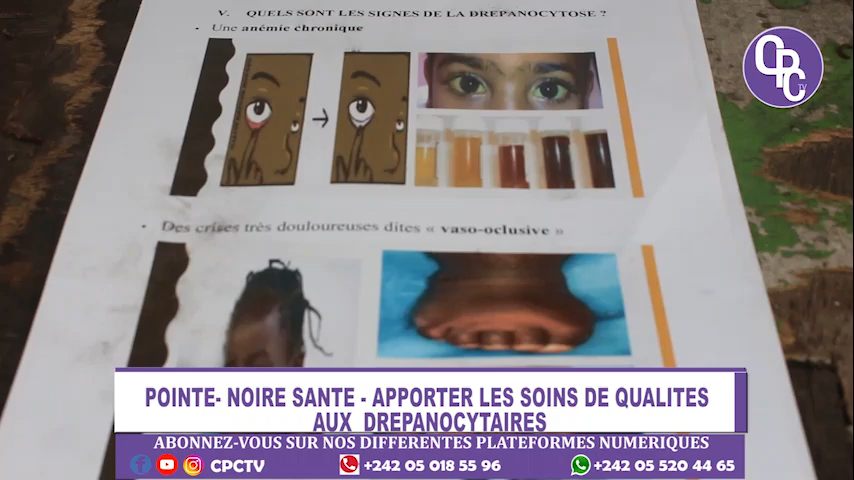 V. QUELS SONT LES SIGNES DE LA DREPANOCYTOSE ?
• Une anémie chronique
CPC TV
• Des crises très douloureuses dites « vaso-oclusive »
POINTE- NOIRE SANTE - APPORTER LES SOINS DE QUALITES
AUX DREPANOCYTAIRES
ABONNEZ-VOUS SUR NOS DIFFERENTES PLATEFORMES NUMERIQUES
CPCTV +242 05 018 55 96 +242 05 520 44 65